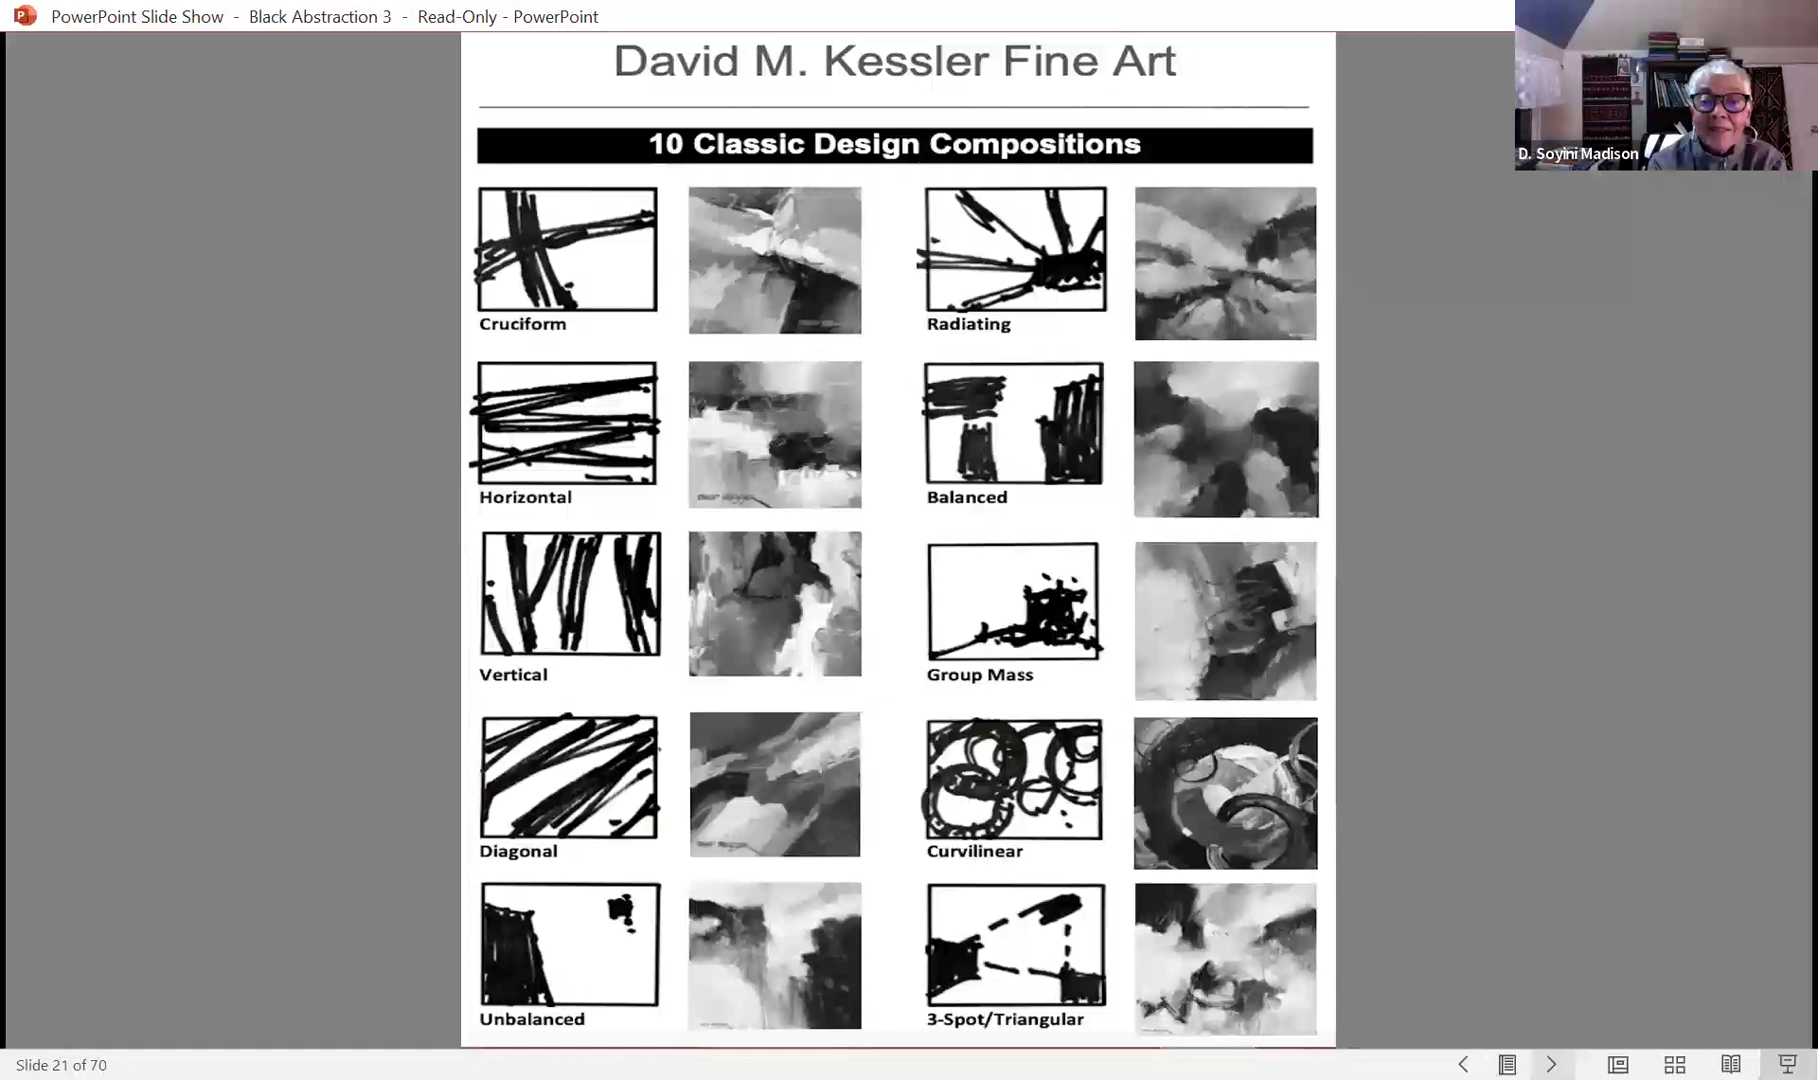 PowerPoint Slide Show - Black Abstraction 3 - Read-Only - PowerPoint
David M. Kessler Fine Art
10 Classic Design Compositions
D. Soyini Madison
Cruciform
Radiating
Horizontal
Balanced
Vertical
Group Mass
Diagonal
Curvilinear
Unbalanced
3-Spot/Triangular
Slide 21 of 70